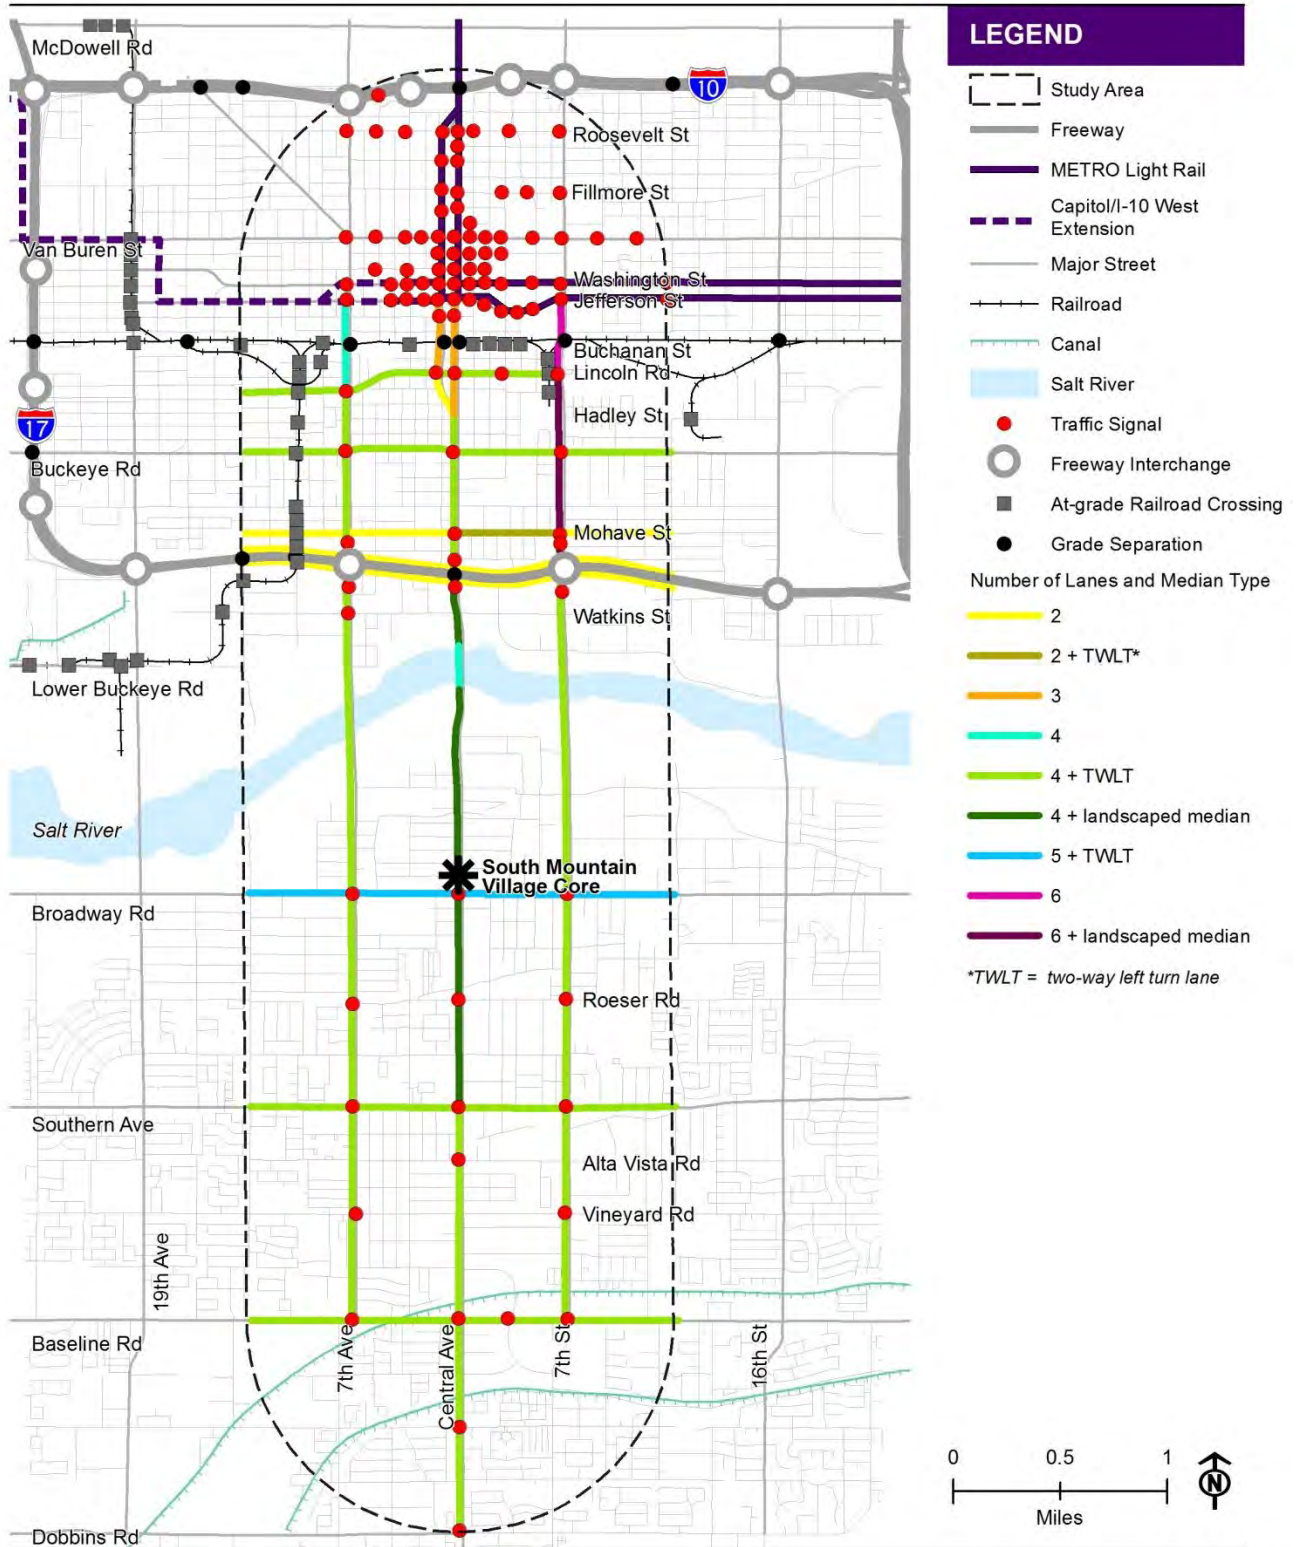 McDowell Rd
10
Roosevelt St
Fillmore St
Van Buren St
Washington St
Jefferson St
Buchanan St
Lincoln Rd
Hadley St
17
Buckeye Rd
Mohave St
Watkins St
Lower Buckeye Rd
Salt River
South Mountain
Village Core
Broadway Rd
Roeser Rd
Southern Ave
Alta Vista Rd
Vineyard Rd
19th Ave
Baseline Rd
7th Ave
Central Ave
7th St
16th St
Dobbins Rd
LEGEND
Study Area
Freeway
METRO Light Rail
Capitol/I-10 West
Extension
Major Street
Railroad
Canal
Salt River
Traffic Signal
Freeway Interchange
At-grade Railroad Crossing
Grade Separation
Number of Lanes and Median Type
2
2 + TWLT*
3
4
4 + TWLT
4 + landscaped median
5 + TWLT
6
6 + landscaped median
*TWLT = two-way left turn lane
0 0.5 1
Miles
N